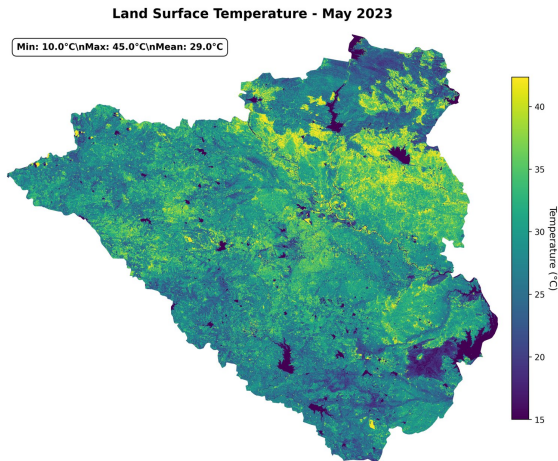 Land Surface Temperature - May 2023
Min: 10.0°C\nMax: 45.0°C\nMean: 29.0°C
40
35
30
25
20
15
Temperature (°C)